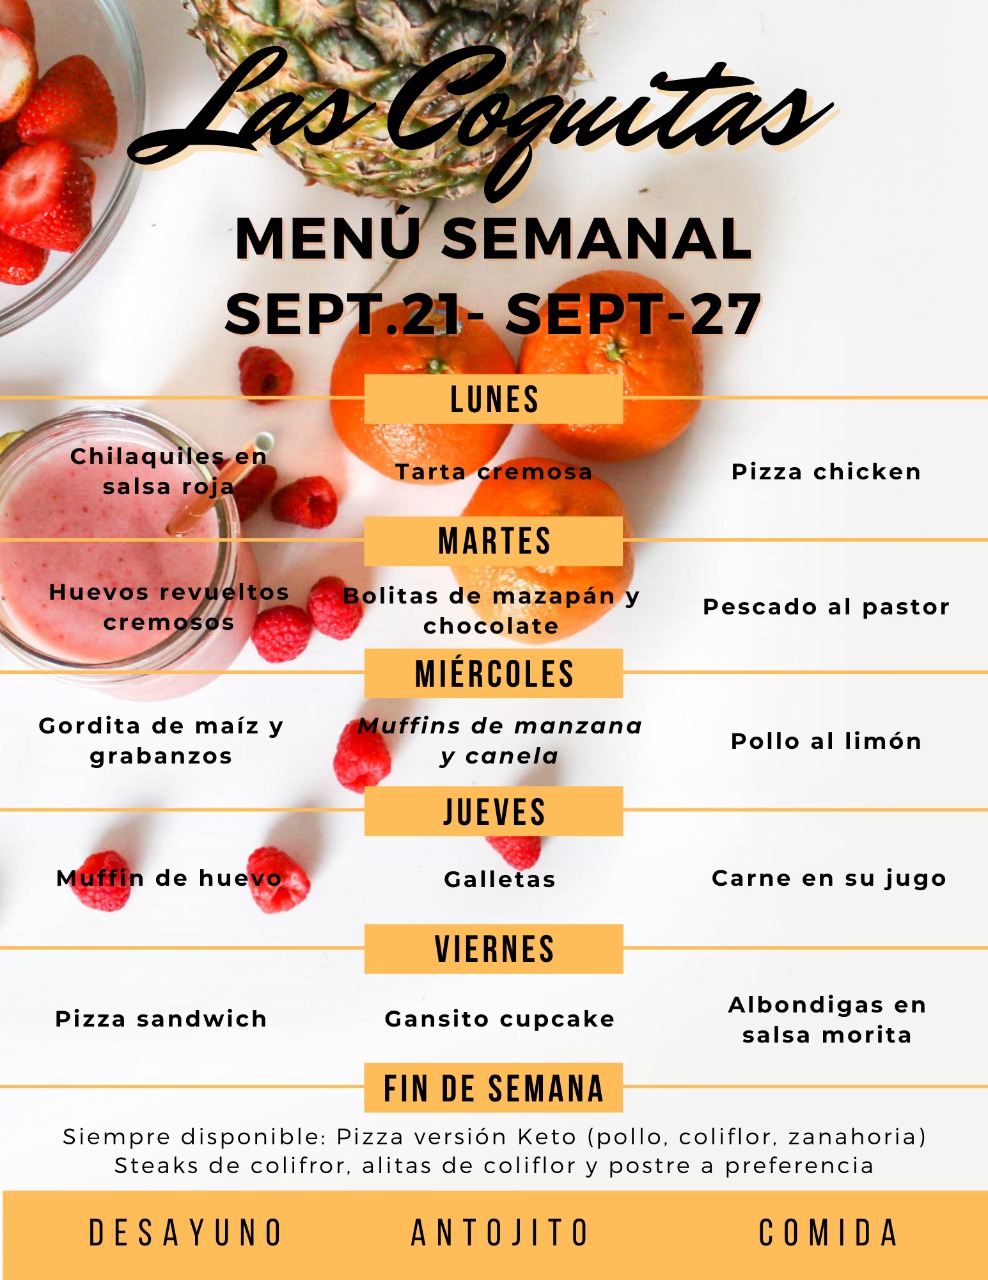 Las Coquitas
MENÚ SEMANAL
SEPT.21- SEPT-27
LUNES
Chilaquiles en
salsa roja
Tarta cremosa
Pizza chicken
MARTES
Huevos revueltos
cremosos
Bolitas de mazapán y
chocolate
Pescado al pastor
MIÉRCOLES
Gordita de maíz y
grabanzos
Muffins de manzana
y canela
Pollo al limón
JUEVES
Muffin de huevo
Galletas
Carne en su jugo
VIERNES
Pizza sandwich
Gansito cupcake
Albondigas en
salsa morita
FIN DE SEMANA
Siempre disponible: Pizza versión Keto (pollo, coliflor, zanahoria)
Steaks de colifror, alitas de coliflor y postre a preferencia
DESAYUNO
ANTOJITO
COMIDA